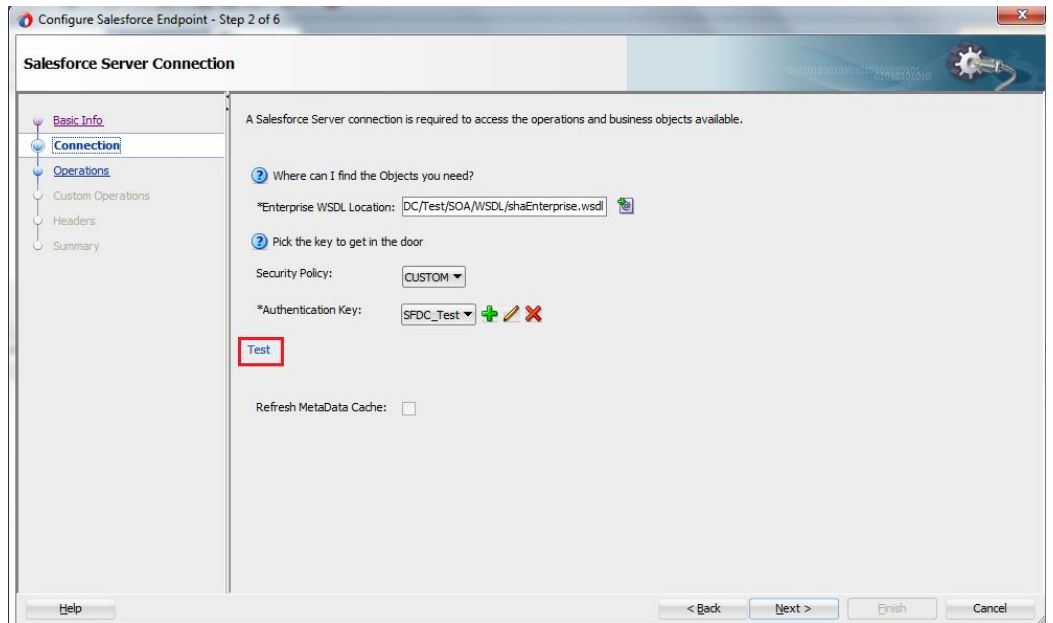 Configure Salesforce Endpoint - Step 2 of 6
Salesforce Server Connection
Basic Info
Connection
Operations
Custom Operations
Headers
Summary
A Salesforce Server connection is required to access the operations and business objects available.
Where can I find the Objects you need?
*Enterprise WSDL Location: DC/Test/SOA/WSDL/shaEnterprise.wsdl
Pick the key to get in the door
Security Policy: CUSTOM
*Authentication Key: SFDC_Test
Test
Refresh MetaData Cache:
Help < Back Next > Finish Cancel